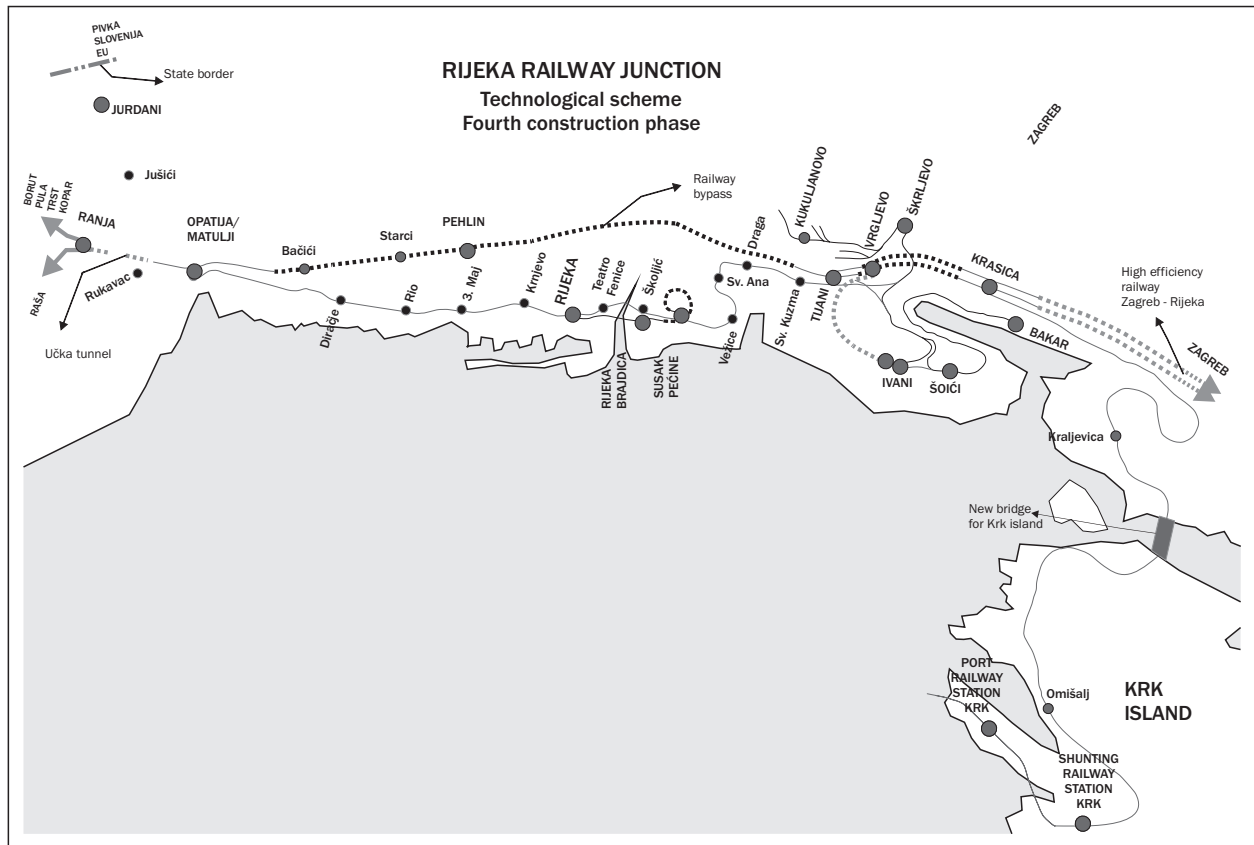 PIVKA
SLOVENIJA
EU
State border
JURDANI
RIJEKA RAILWAY JUNCTION
Technological scheme
Fourth construction phase
ZAGREB
Jušići
BORUT
PULA
TRST
KOPAR
RANJA
RAŠA
Rukavac
Učka tunnel
OPATIJA/
MATULJI
Bačići
Starci
PEHLIN
Railway
bypass
Diračje
Rio
3. Maj
Krnjevo
RIJEKA
Teatro
Fenice
Školjić
RIJEKA
BRAJDICA
SUSAK
PEĆINE
Vežice
Sv. Ana
Draga
Sv. Kuzma
TIJANI
KUKULJANOVO
VRGLJEVO
ŠKRLJEVO
KRASICA
BAKAR
IVANI
ŠOIĆI
High efficiency
railway
Zagreb - Rijeka
ZAGREB
Kraljevica
New bridge
for Krk island
PORT
RAILWAY
STATION
KRK
Omišalj
KRK
ISLAND
SHUNTING
RAILWAY
STATION
KRK